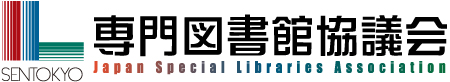 SENTOKYO
専門図書館協議会
Japan Special Libraries Association